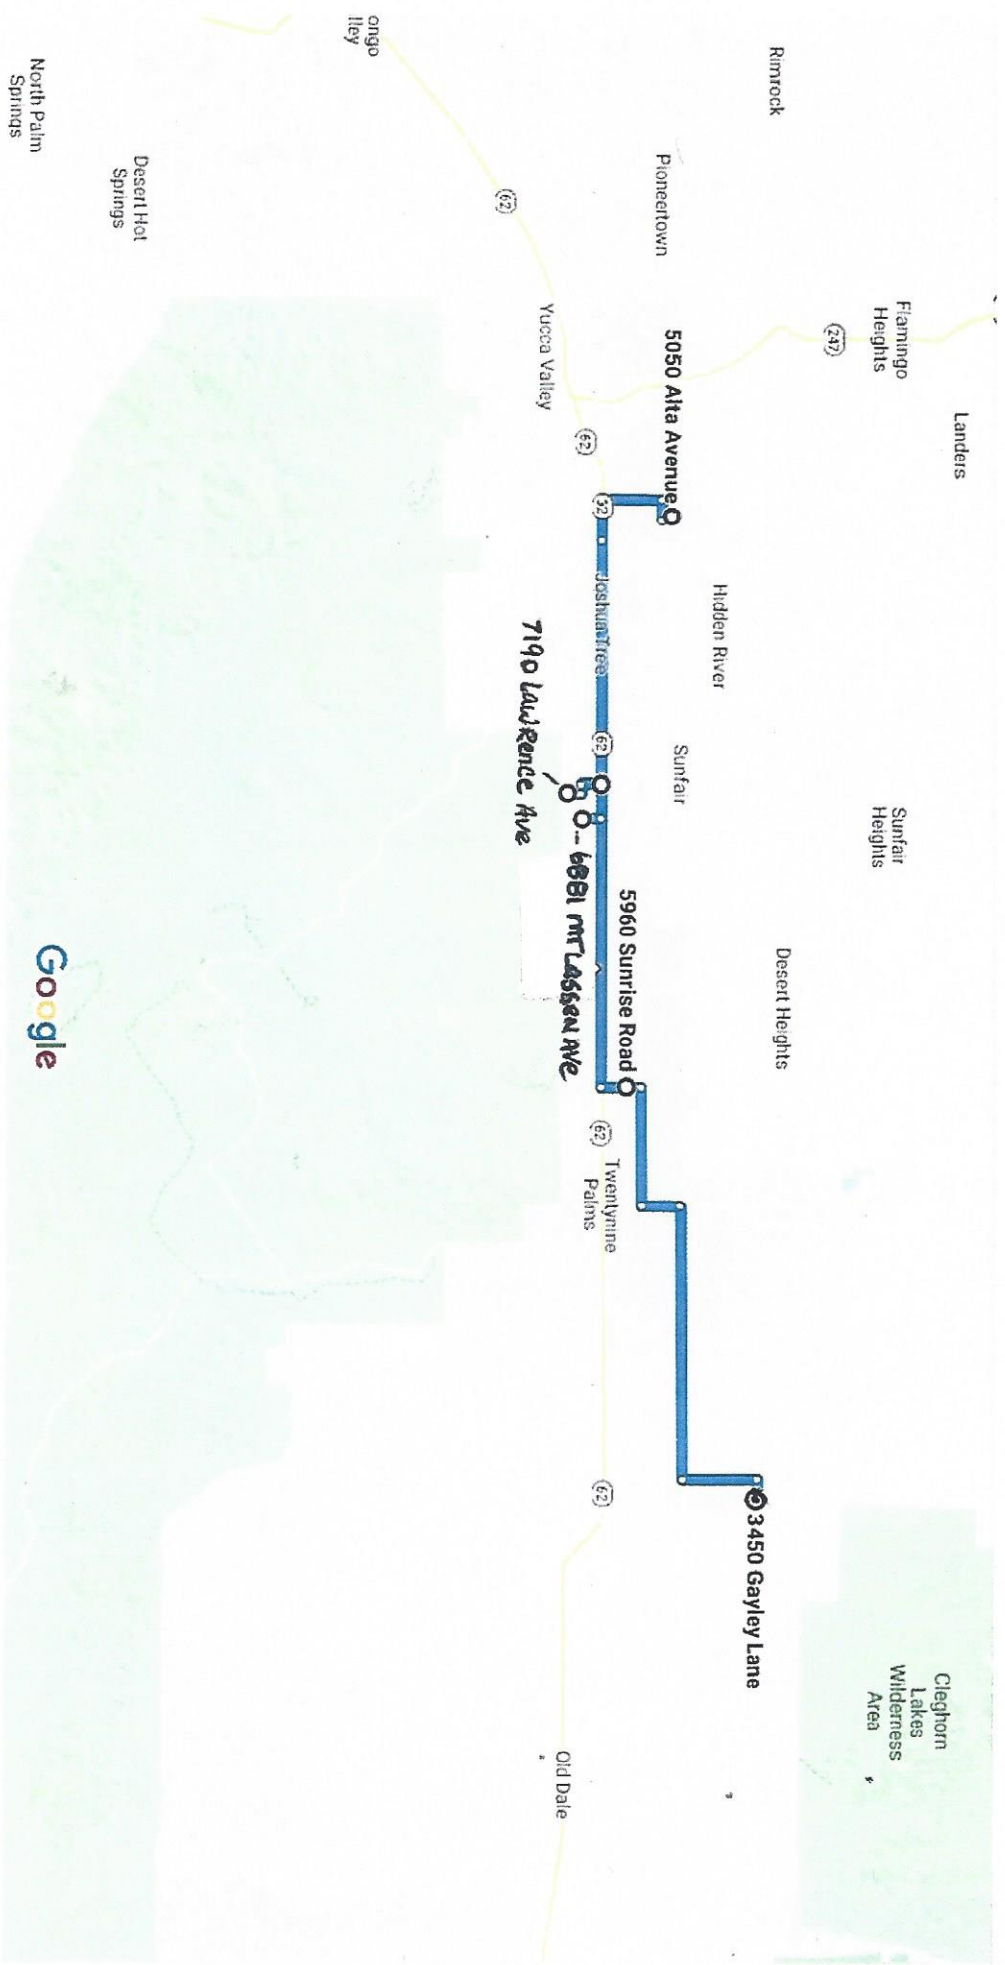 Landers
Cleghorn
Lakes
Wilderness
Area
Flamingo
Heights
Sunfair
Heights
247
Rimrock
Desert Heights
3450 Gayley Lane
Hidden River
Pioneertown
5050 Alta Avenue
Sunfair
5960 Sunrise Road
62
62
Joshua Tree
62
62
62
Twentynine
Palms
6881 MT LASSEN AVE
Yucca Valley
Old Dale
7190 LAWRence Ave
62
ongo
lley
Desert Hot
Springs
North Palm
Springs
Google